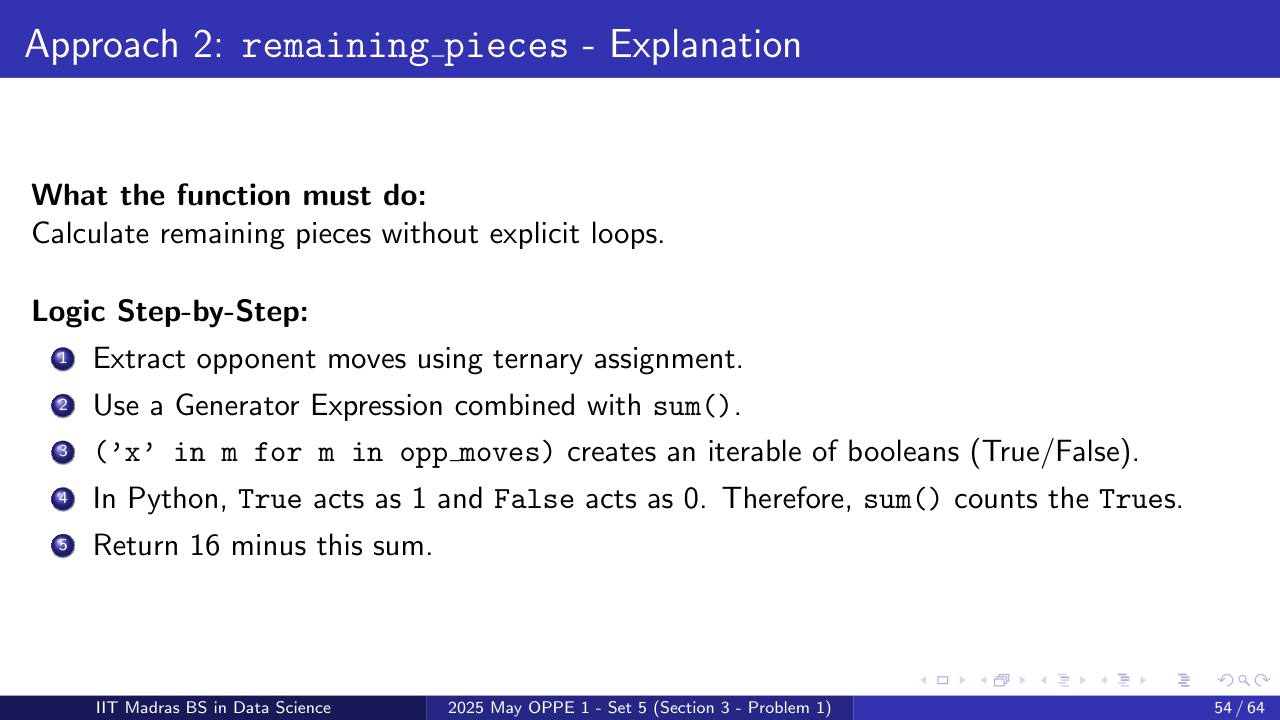 Approach 2: remaining_pieces - Explanation
What the function must do:
Calculate remaining pieces without explicit loops.
Logic Step-by-Step:
1 Extract opponent moves using ternary assignment.
2 Use a Generator Expression combined with sum().
3 (’x’ in m for m in opp_moves) creates an iterable of booleans (True/False).
4 In Python, True acts as 1 and False acts as 0. Therefore, sum() counts the Trues.
5 Return 16 minus this sum.
IIT Madras BS in Data Science
2025 May OPPE 1 - Set 5 (Section 3 - Problem 1)
54 / 64